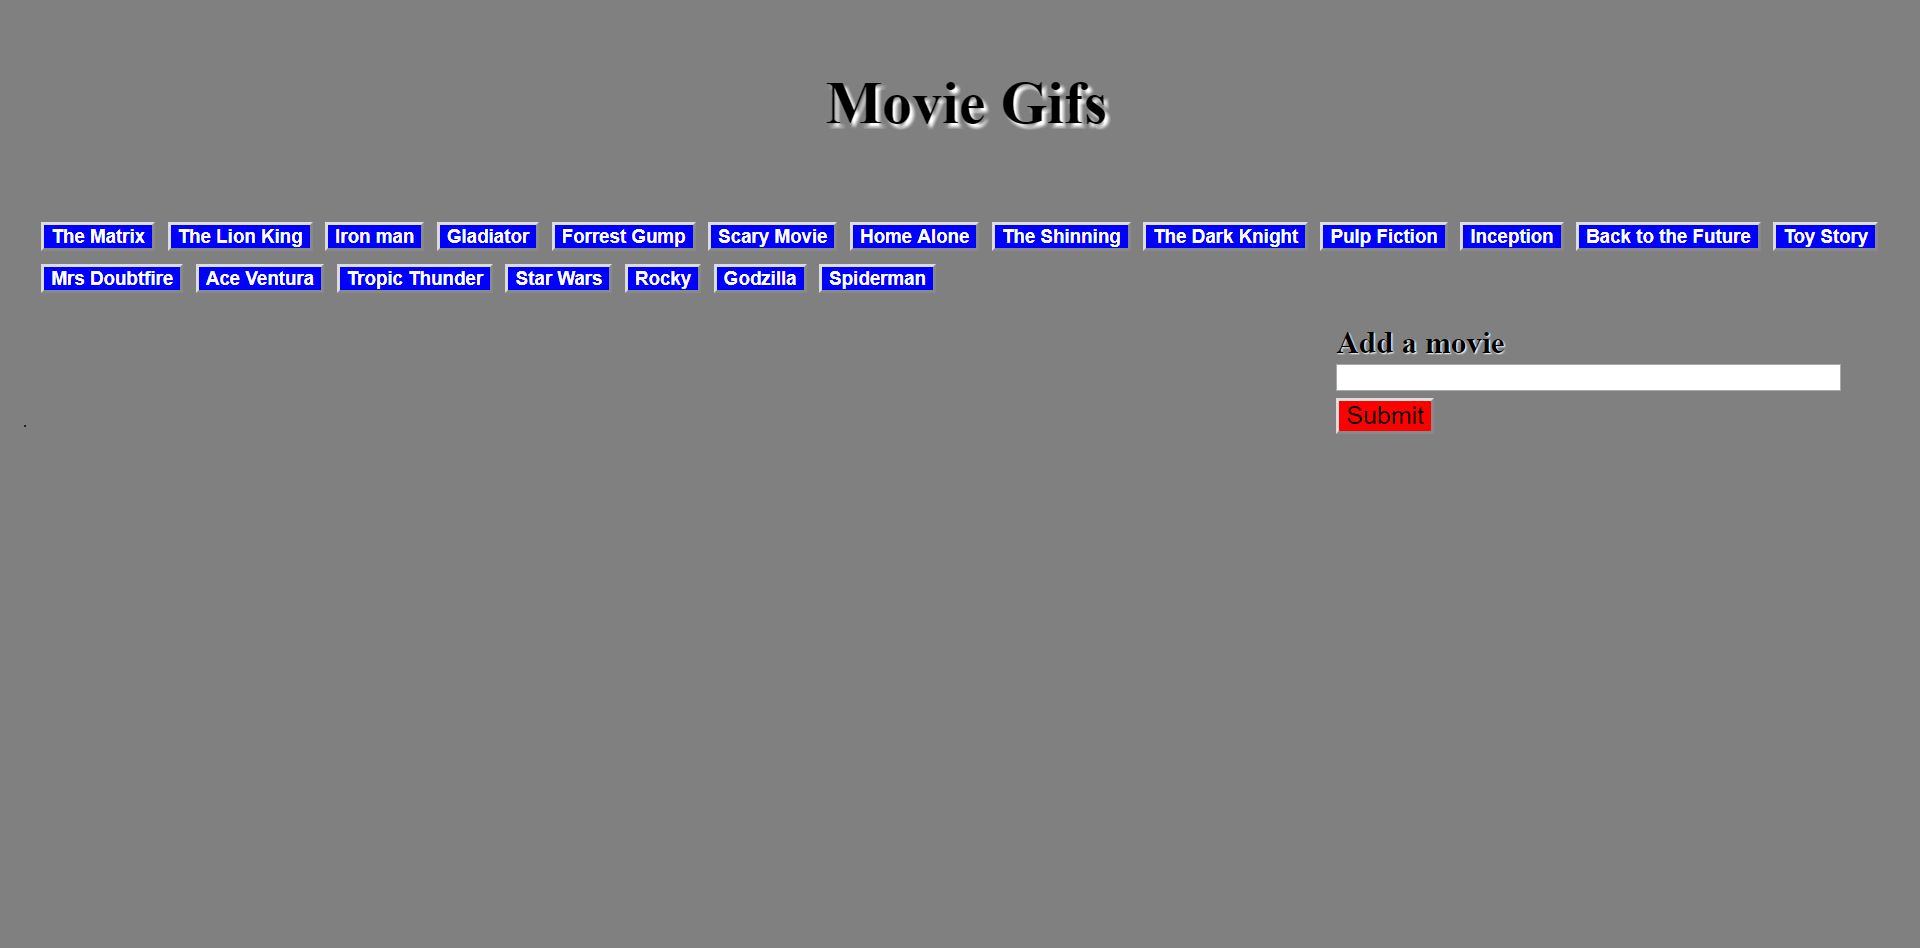 Movie Gifs
The Matrix The Lion King Iron man Gladiator Forrest Gump Scary Movie Home Alone The Shinning The Dark Knight Pulp Fiction Inception Back to the Future Toy Story
Mrs Doubtfire Ace Ventura Tropic Thunder Star Wars Rocky Godzilla Spiderman
Add a movie
Submit
.